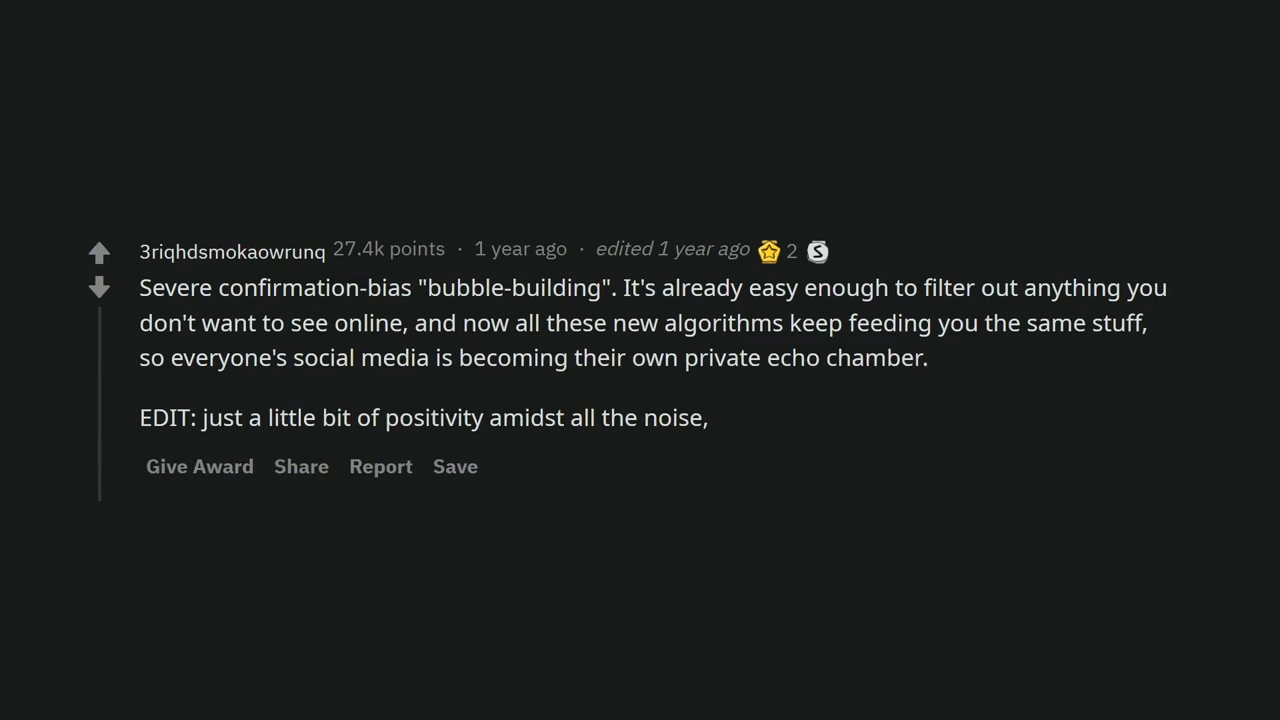 3riqhdsmokaowrunq 27.4k points · 1 year ago · edited 1 year ago 2 S
Severe confirmation-bias "bubble-building". It's already easy enough to filter out anything you
don't want to see online, and now all these new algorithms keep feeding you the same stuff,
so everyone's social media is becoming their own private echo chamber.
EDIT: just a little bit of positivity amidst all the noise,
Give Award Share Report Save